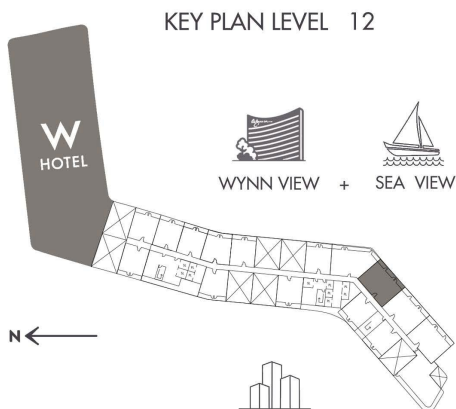 KEY PLAN LEVEL 12
W
HOTEL
WYNN VIEW + SEA VIEW
N